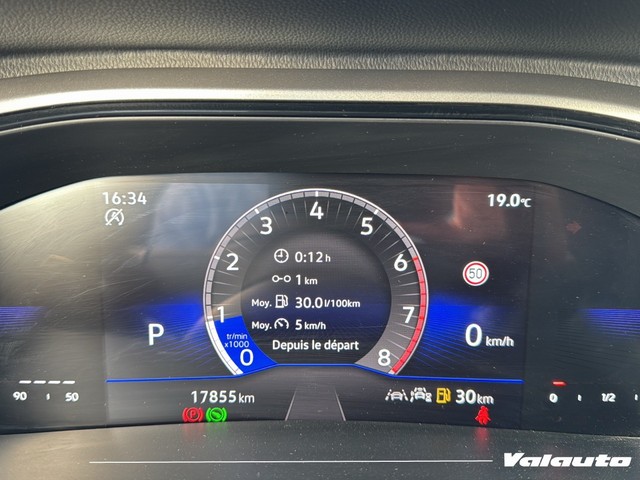 16:34
19.0°C
4
3 5
2 6
1 7
0 8
tr/min
x1000
0:12 h
1 km
Moy. 30.0 l/100km
Moy. 5 km/h
Depuis le départ
50
P
0 km/h
90 50
0 1/2
17855 km
30 km
P
Valauto